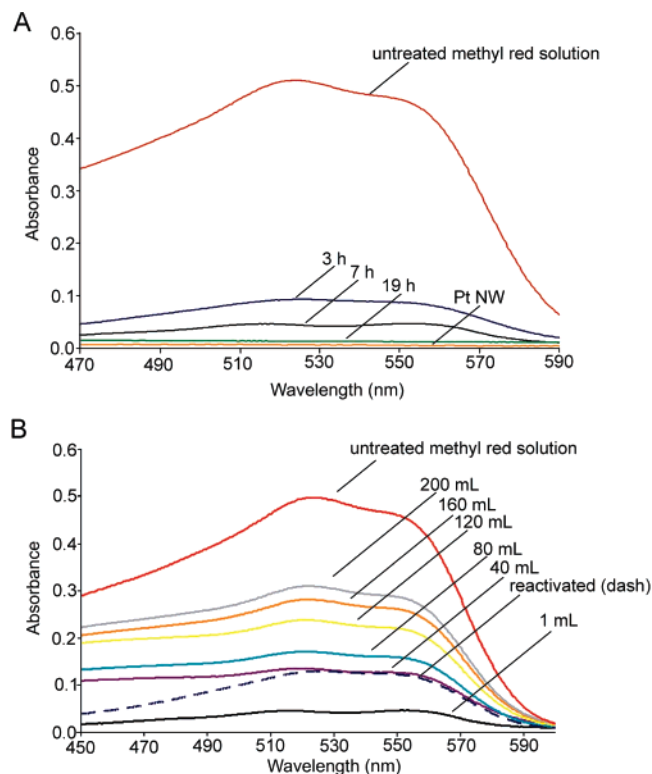 A
untreated methyl red solution
0.6
0.5
0.4
0.3
0.2
0.1
0.0
Absorbance
3 h
7 h
19 h
Pt NW
470 490 510 530 550 570 590
Wavelength (nm)
B
untreated methyl red solution
0.6
0.5
0.4
0.3
0.2
0.1
0.0
Absorbance
200 mL
160 mL
120 mL
80 mL
40 mL
reactivated (dash)
1 mL
450 470 490 510 530 550 570 590
Wavelength (nm)